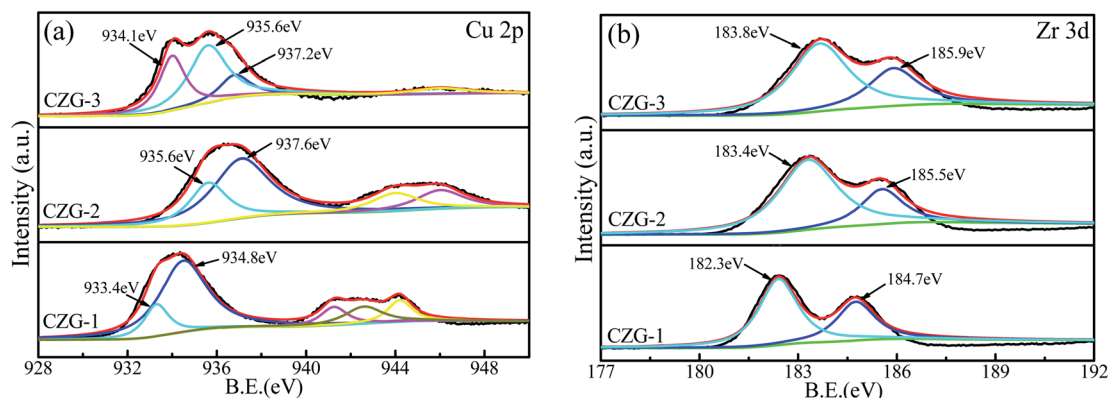 (a)
Cu 2p
934.1eV
935.6eV
937.2eV
CZG-3
935.6eV
937.6eV
CZG-2
933.4eV
934.8eV
CZG-1
Intensity (a.u.)
928 932 936 940 944 948
B.E.(eV)
(b)
Zr 3d
183.8eV
185.9eV
CZG-3
183.4eV
185.5eV
CZG-2
182.3eV
184.7eV
CZG-1
Intensity (a.u.)
177 180 183 186 189 192
B.E.(eV)